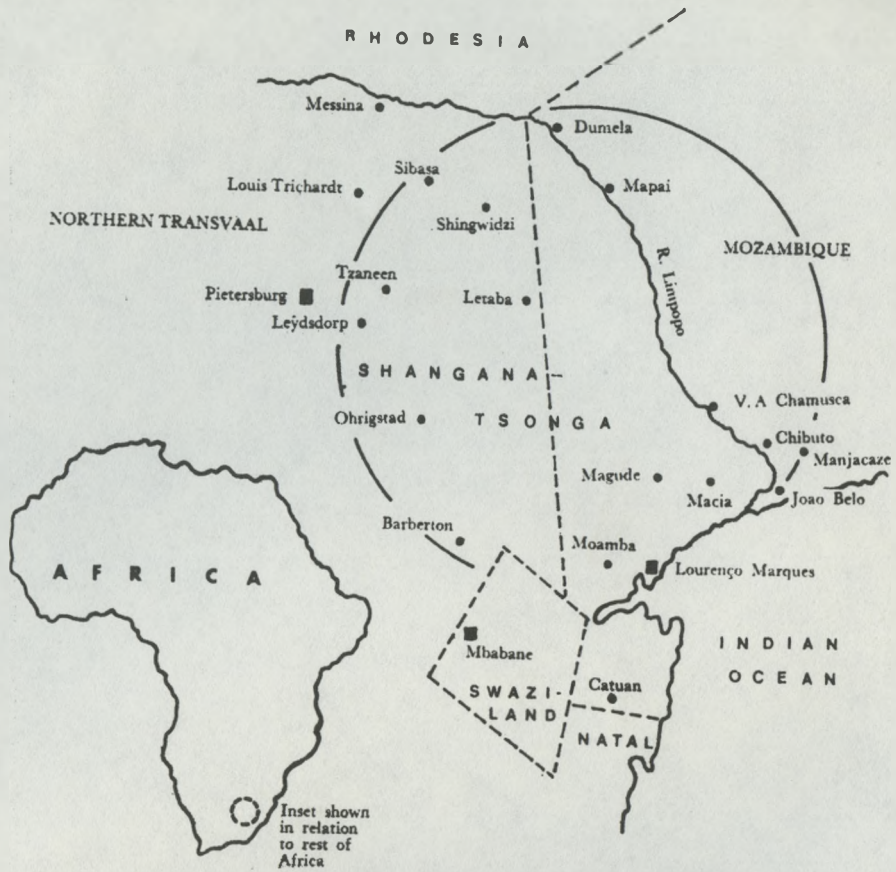 RHODESIA
Messina
Dumela
Sibasa
Louis Trichardt
Mapai
Shingwidzi
NORTHERN TRANSVAAL
MOZAMBIQUE
R. Limpopo
Tzaneen
Pietersburg
Letaba
Leÿdsdorp
SHANGANA-
TSONGA
V.A Chamusca
Ohrigstad
Chibuto
Manjacaze
Magude
Macia
Joao Belo
Barberton
Moamba
Lourenço Marques
AFRICA
Mbabane
INDIAN
OCEAN
Catuan
SWAZI-
LAND
NATAL
Inset shown
in relation
to rest of
Africa